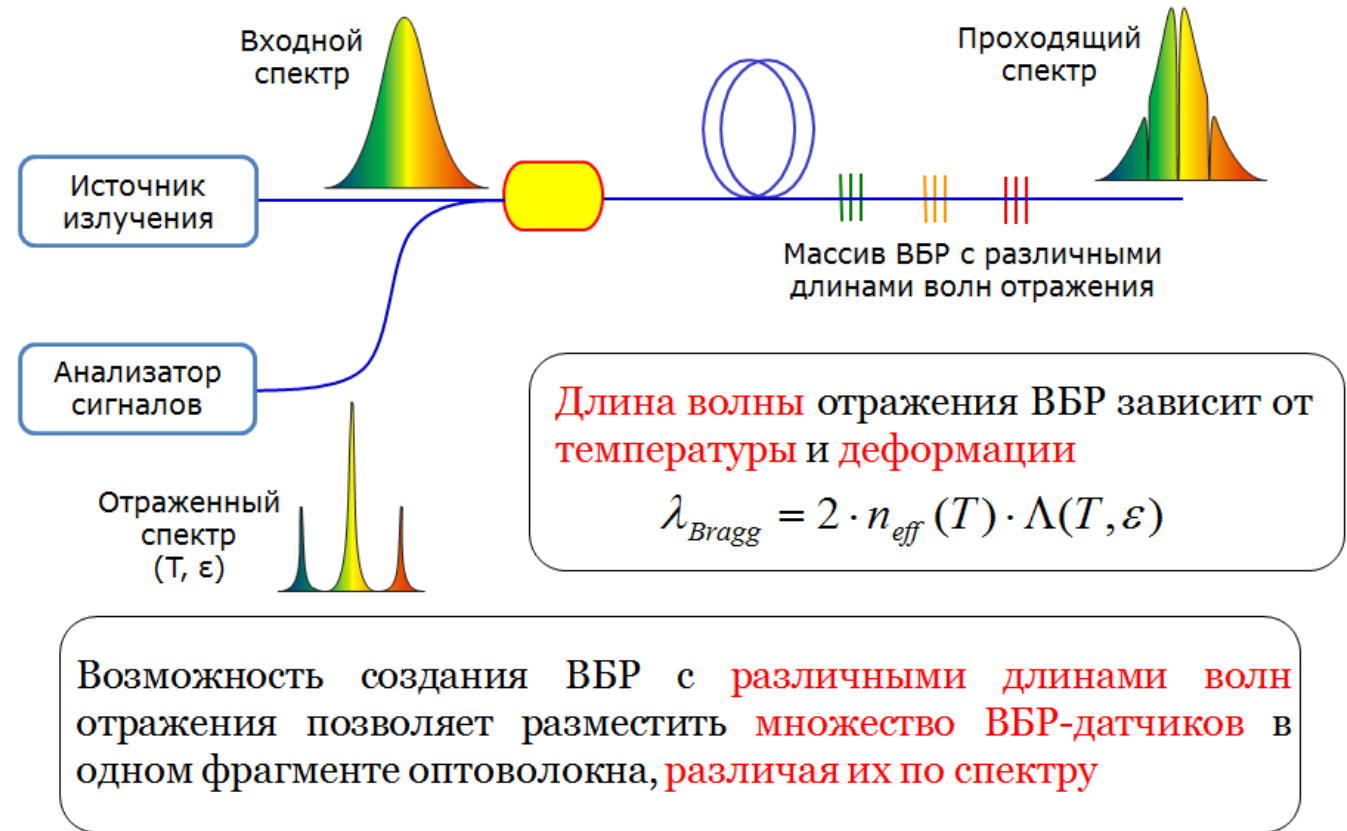 Входной
спектр
Проходящий
спектр
Источник
излучения
Массив ВБР с различными
длинами волн отражения
Анализатор
сигналов
Длина волны отражения ВБР зависит от
температуры и деформации
λ_Bragg = 2 · n_eff (T) · Λ(T, ε)
Отраженный
спектр
(T, ε)
Возможность создания ВБР с различными длинами волн
отражения позволяет разместить множество ВБР-датчиков в
одном фрагменте оптоволокна, различая их по спектру